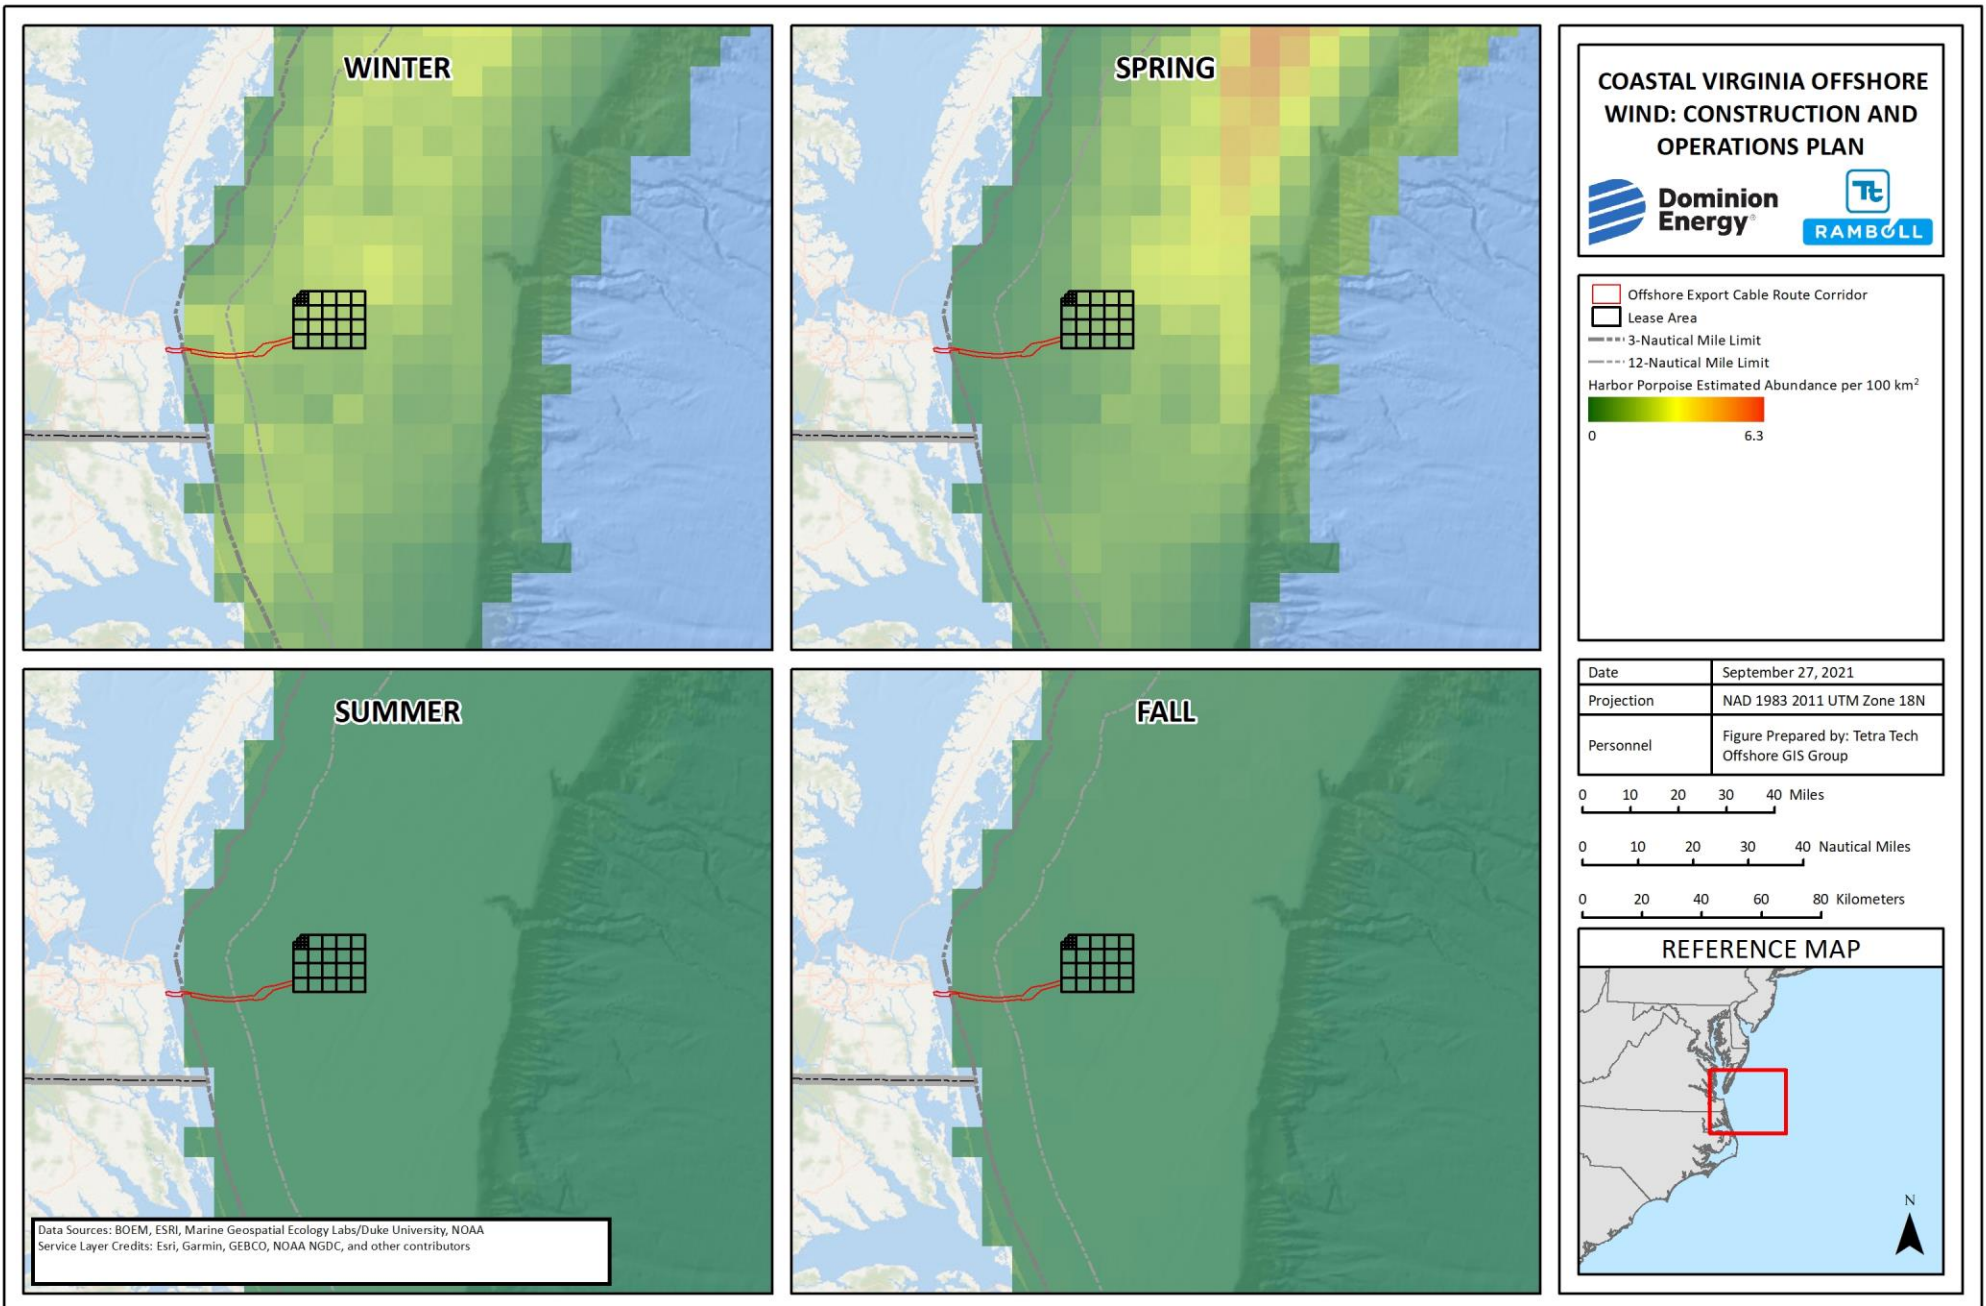 WINTER
SPRING
SUMMER
FALL
Data Sources: BOEM, ESRI, Marine Geospatial Ecology Labs/Duke University, NOAA
Service Layer Credits: Esri, Garmin, GEBCO, NOAA NGDC, and other contributors
COASTAL VIRGINIA OFFSHORE
WIND: CONSTRUCTION AND
OPERATIONS PLAN
Dominion
Energy®
Tt
RAMBOLL
Offshore Export Cable Route Corridor
Lease Area
3-Nautical Mile Limit
12-Nautical Mile Limit
Harbor Porpoise Estimated Abundance per 100 km²
0 6.3
Date September 27, 2021
Projection NAD 1983 2011 UTM Zone 18N
Personnel Figure Prepared by: Tetra Tech
Offshore GIS Group
0 10 20 30 40 Miles
0 10 20 30 40 Nautical Miles
0 20 40 60 80 Kilometers
REFERENCE MAP
N